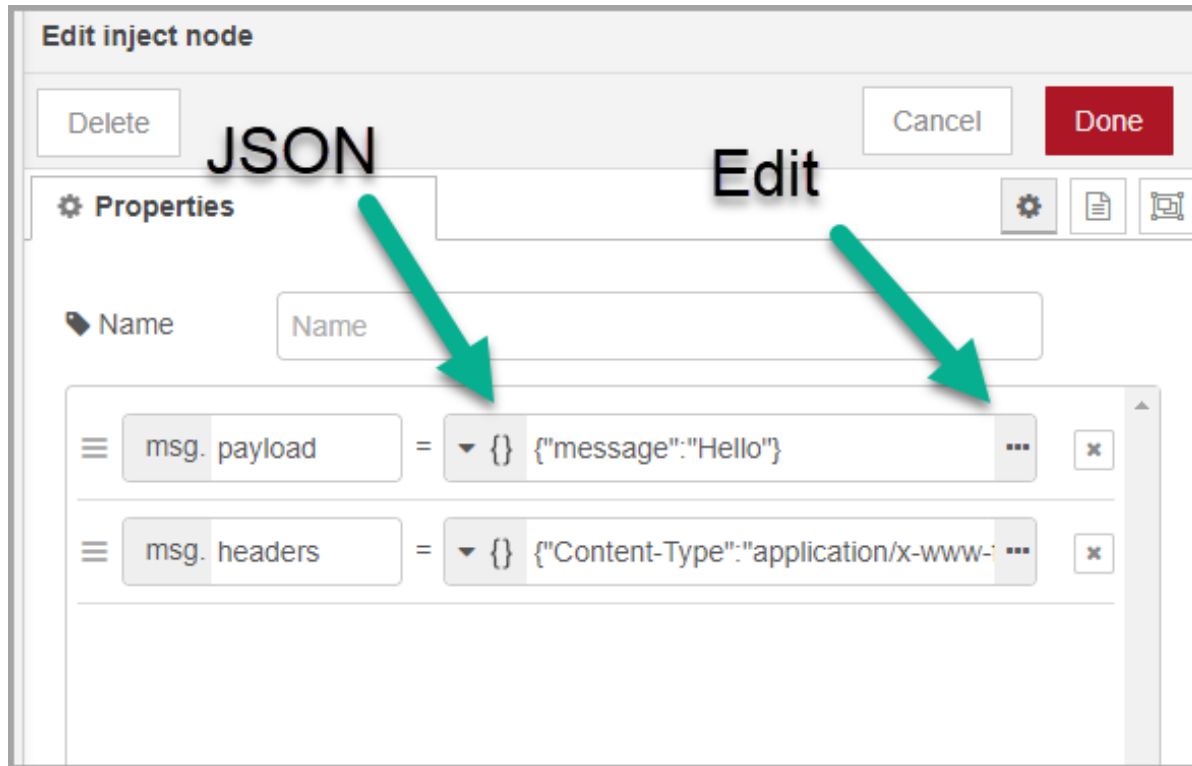 Edit inject node
Delete
Cancel
Done
JSON
Edit
Properties
Name
Name
msg. payload = {} {"message":"Hello"} ...
msg. headers = {} {"Content-Type":"application/x-www- ...